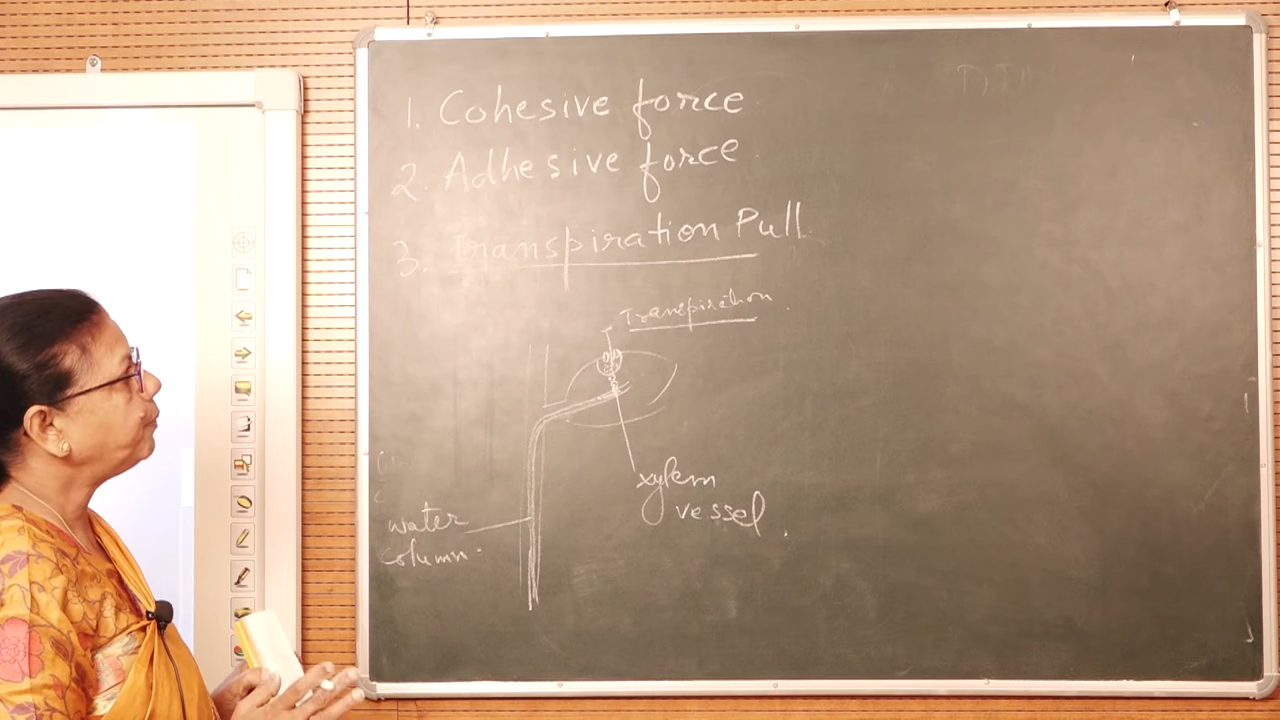 1. Cohesive force
2. Adhesive force
3. Transpiration Pull
Transpiration
xylem
vessel
water
column